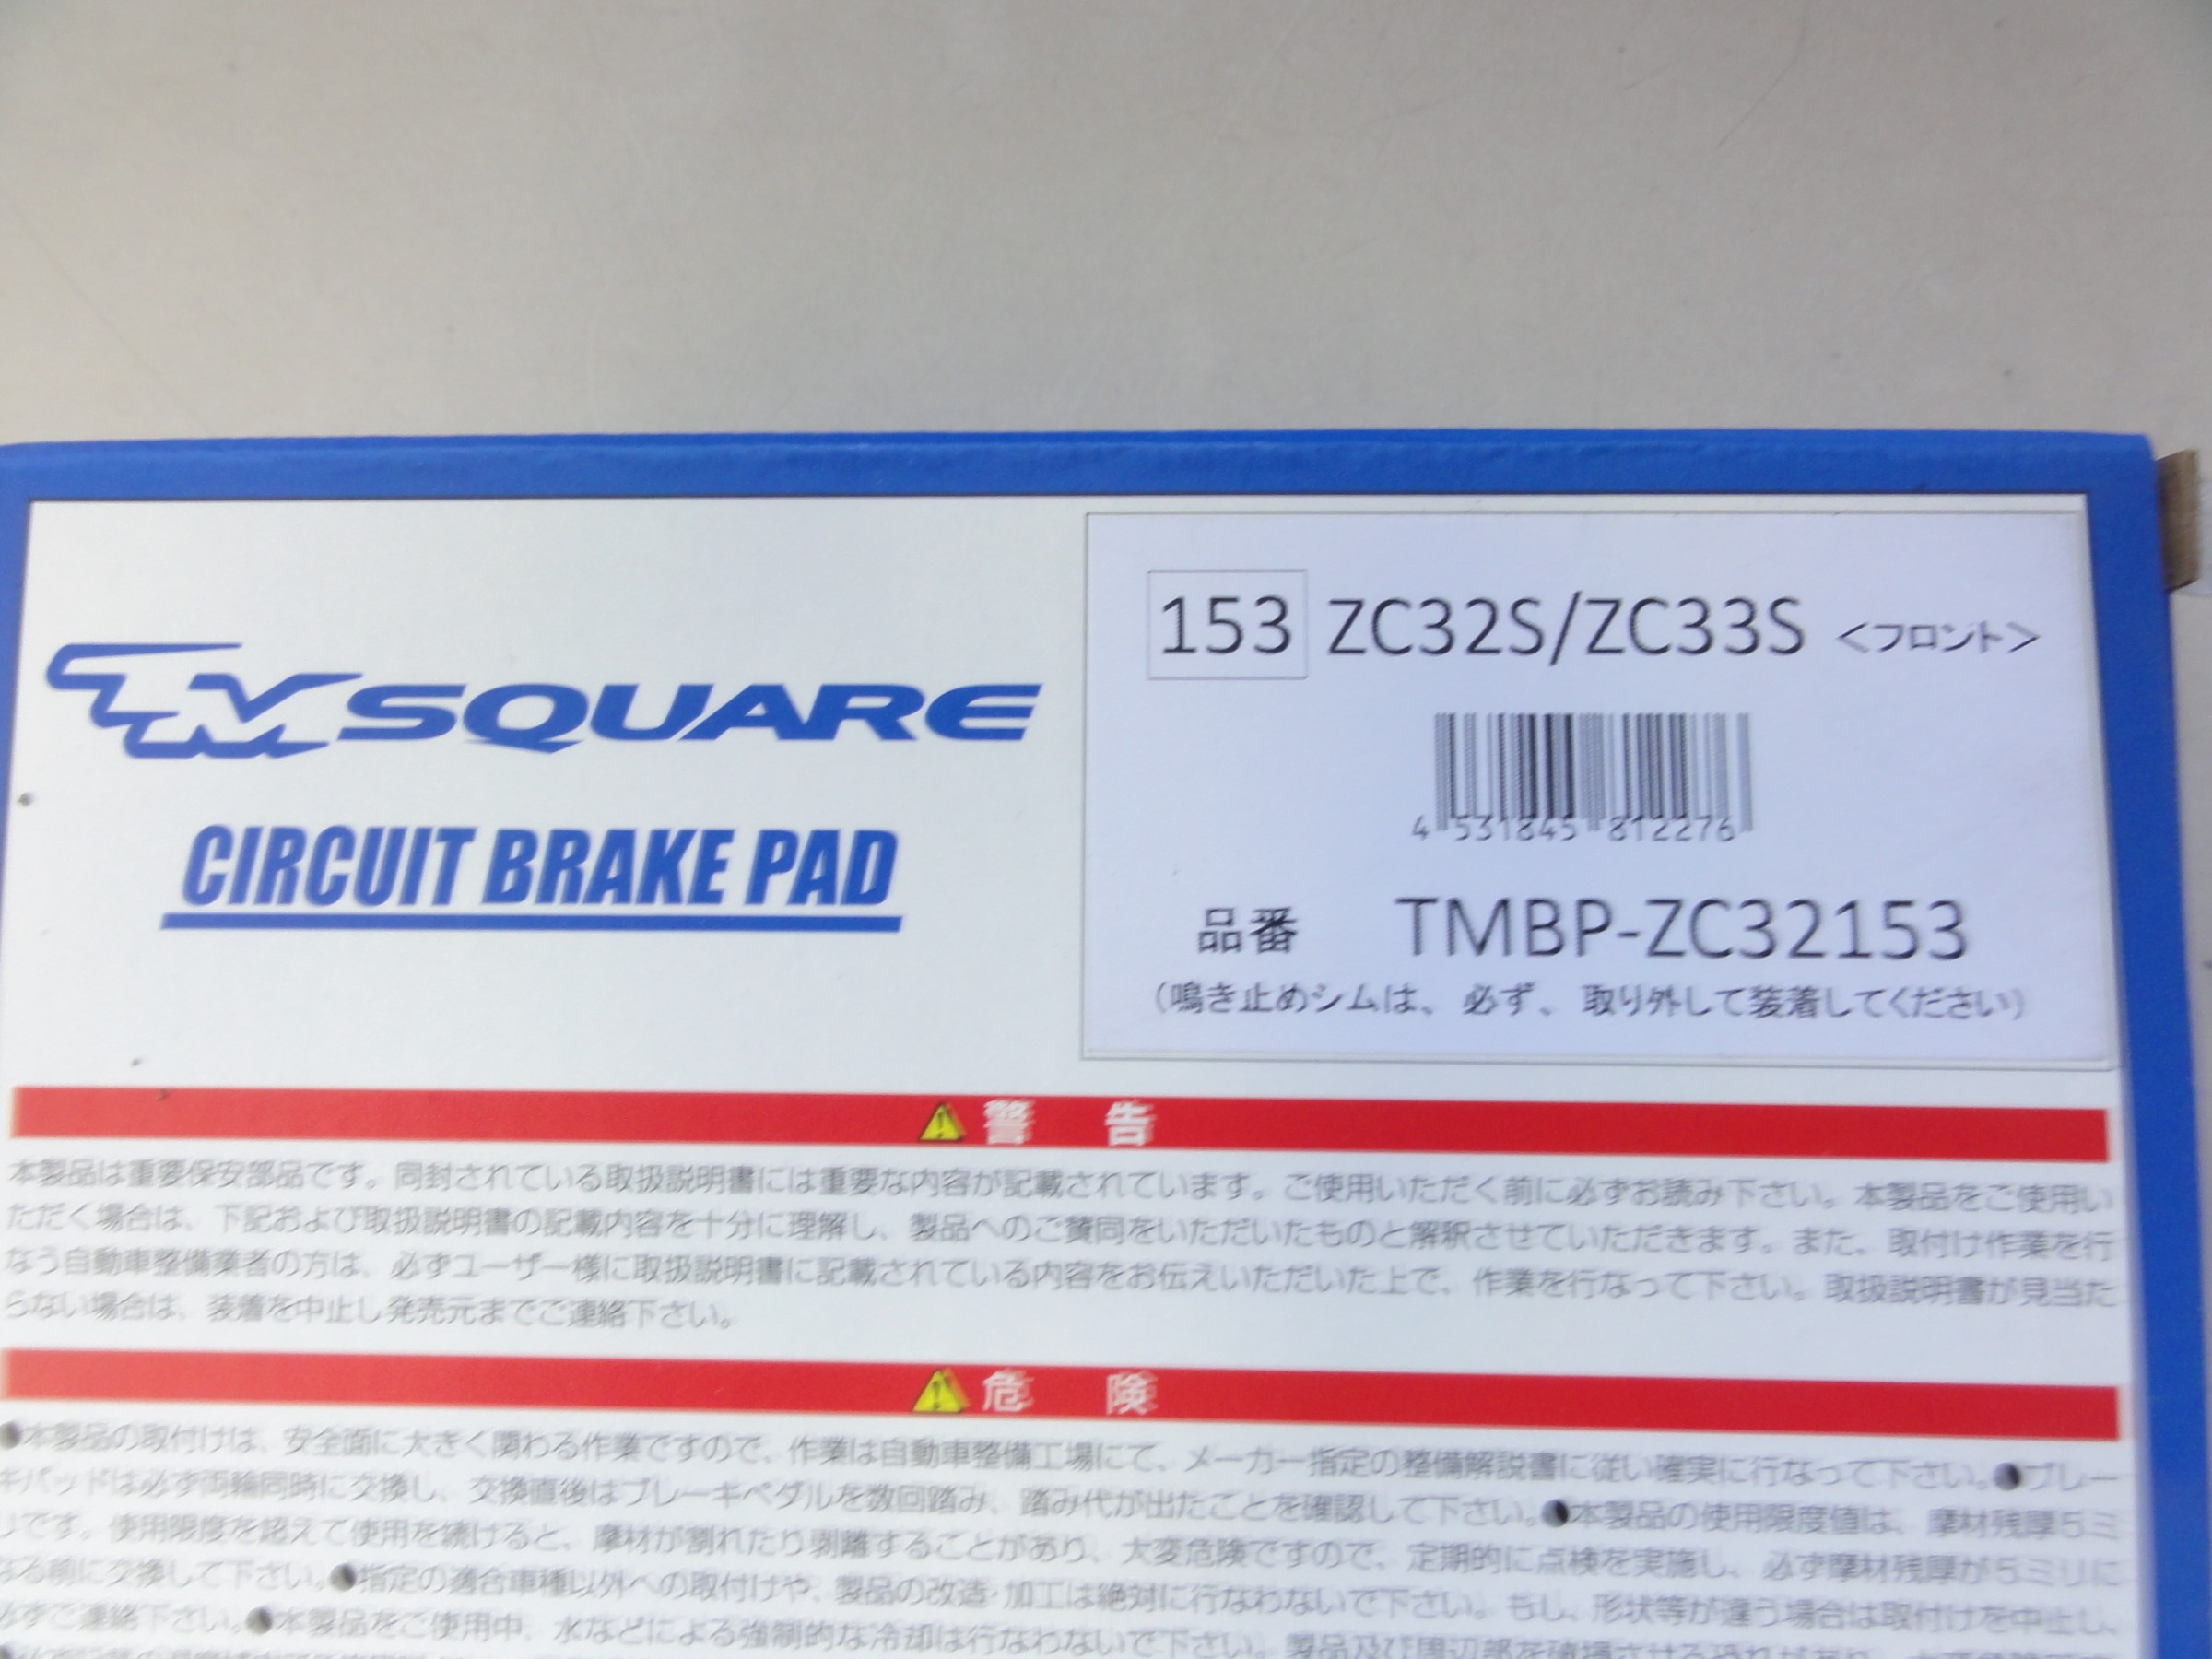 153 ZC32S/ZC33S <フロント>
TM SQUARE
4 531845 812276
CIRCUIT BRAKE PAD
品番 TMBP-ZC32153
(鳴き止めシムは、必ず、取り外して装着してください)
警告
本製品は重要保安部品です。同封されている取扱説明書には重要な内容が記載されています。ご使用いただく前に必ずお読み下さい。本製品をご使用い
ただく場合は、下記および取扱説明書の記載内容を十分に理解し、製品へのご賛同をいただいたものと解釈させていただきます。また、取付け作業を行
なう自動車整備業者の方は、必ずユーザー様に取扱説明書に記載されている内容をお伝えいただいた上で、作業を行なって下さい。取扱説明書が見当た
らない場合は、装着を中止し発売元までご連絡下さい。
危険
●本製品の取付けは、安全面に大きく関わる作業ですので、作業は自動車整備工場にて、メーカー指定の整備解説書に従い確実に行なって下さい。●ブレー
キパッドは必ず両輪同時に交換し、交換直後はブレーキペダルを数回踏み、踏み代が出たことを確認して下さい。●本製品の使用限度値は、摩材残厚5ミ
リです。使用限度を超えて使用を続けると、摩材が割れたり剥離することがあり、大変危険ですので、定期的に点検を実施し、必ず摩材残厚が5ミリに
なる前に交換して下さい。●指定の適合車種以外への取付けや、製品の改造・加工は絶対に行なわないで下さい。もし、形状等が違う場合は取付けを中止し、
必ずご連絡下さい。●本製品をご使用中、水などによる強制的な冷却は行なわないで下さい。製品及び周辺部を破損させる恐れがあり、